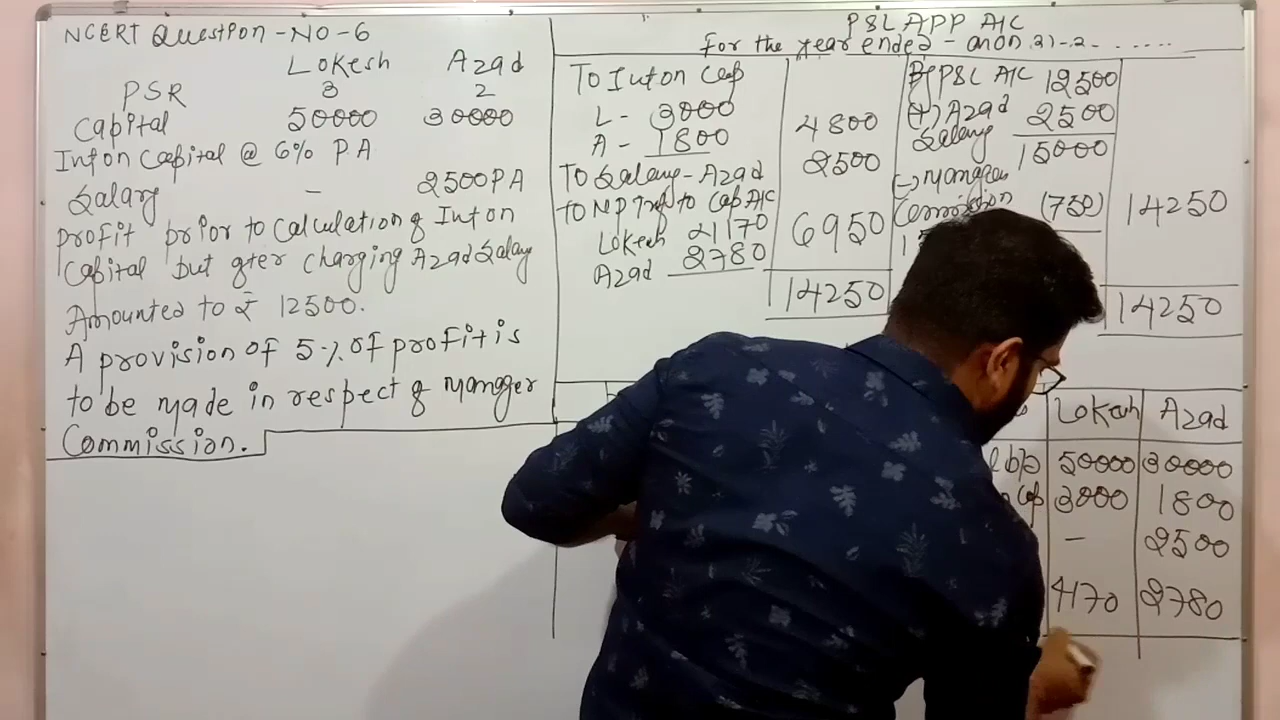 NCERT Question - NO - 6
Lokesh Azad
PSR 3 2
Capital 50000 30000
Int on Capital @ 6% PA
Salary - 2500 PA
Profit prior to calculation of Int on
Capital but after charging Azad Salary
Amounted to ₹ 12500.
A provision of 5% of profit is
to be made in respect of Manager
Commission.
P&L APP A/C
For the year ended
To Int on Cap
L - 3000
A - 1800 4800
To Salary - Azad 2500
To NP Trf to Cap A/C
Lokesh 4170 6950
Azad 2780
14250
By P&L A/C 12500
(+) Azad 2500
Salary
15000
(-) Manager
Commission (750) 14250
14250
Lokesh Azad
b/d 50000 30000
Cap 3000 1800
- 2500
4170 2780